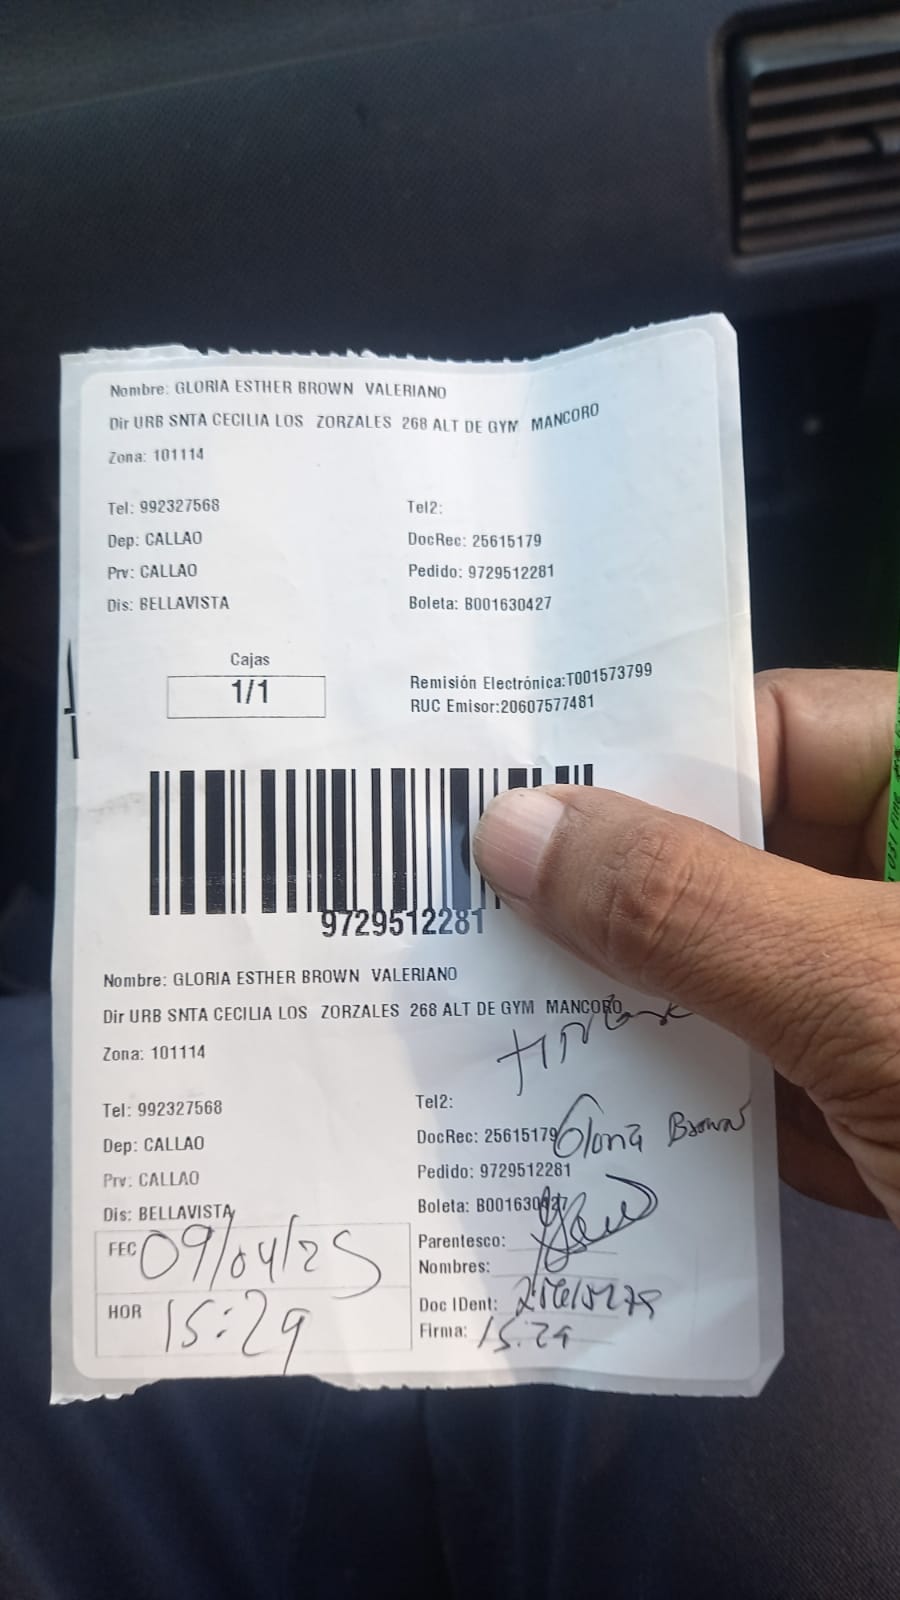 Nombre: GLORIA ESTHER BROWN VALERIANO
Dir URB SNTA CECILIA LOS ZORZALES 268 ALT DE GYM MANCORO
Zona: 101114
Tel: 992327568 Tel2:
Dep: CALLAO DocRec: 25615179
Prv: CALLAO Pedido: 9729512281
Dis: BELLAVISTA Boleta: B001630427
Cajas
1/1
Remisión Electrónica:T001573799
RUC Emisor:20607577481
9729512281
Nombre: GLORIA ESTHER BROWN VALERIANO
Dir URB SNTA CECILIA LOS ZORZALES 268 ALT DE GYM MANCORO
Zona: 101114
Tel: 992327568 Tel2:
Dep: CALLAO DocRec: 25615179 Gloria Brown
Prv: CALLAO Pedido: 9729512281
Dis: BELLAVISTA Boleta: B001630427
FEC 09/04/25 Parentesco:
Nombres:
HOR 15:29 Doc IDent: 25615179
Firma: 15:29